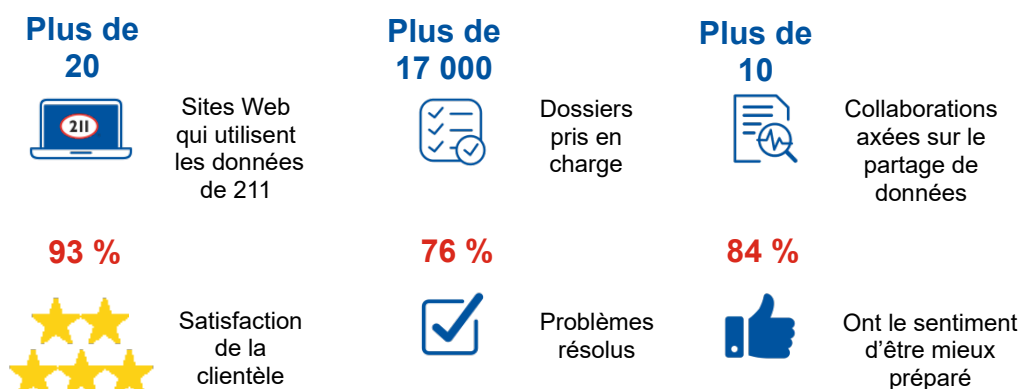 Plus de
20
211
Sites Web
qui utilisent
les données
de 211
Plus de
17 000
Dossiers
pris en
charge
Plus de
10
Collaborations
axées sur le
partage de
données
93 %
Satisfaction
de la
clientèle
76 %
Problèmes
résolus
84 %
Ont le sentiment
d’être mieux
préparé